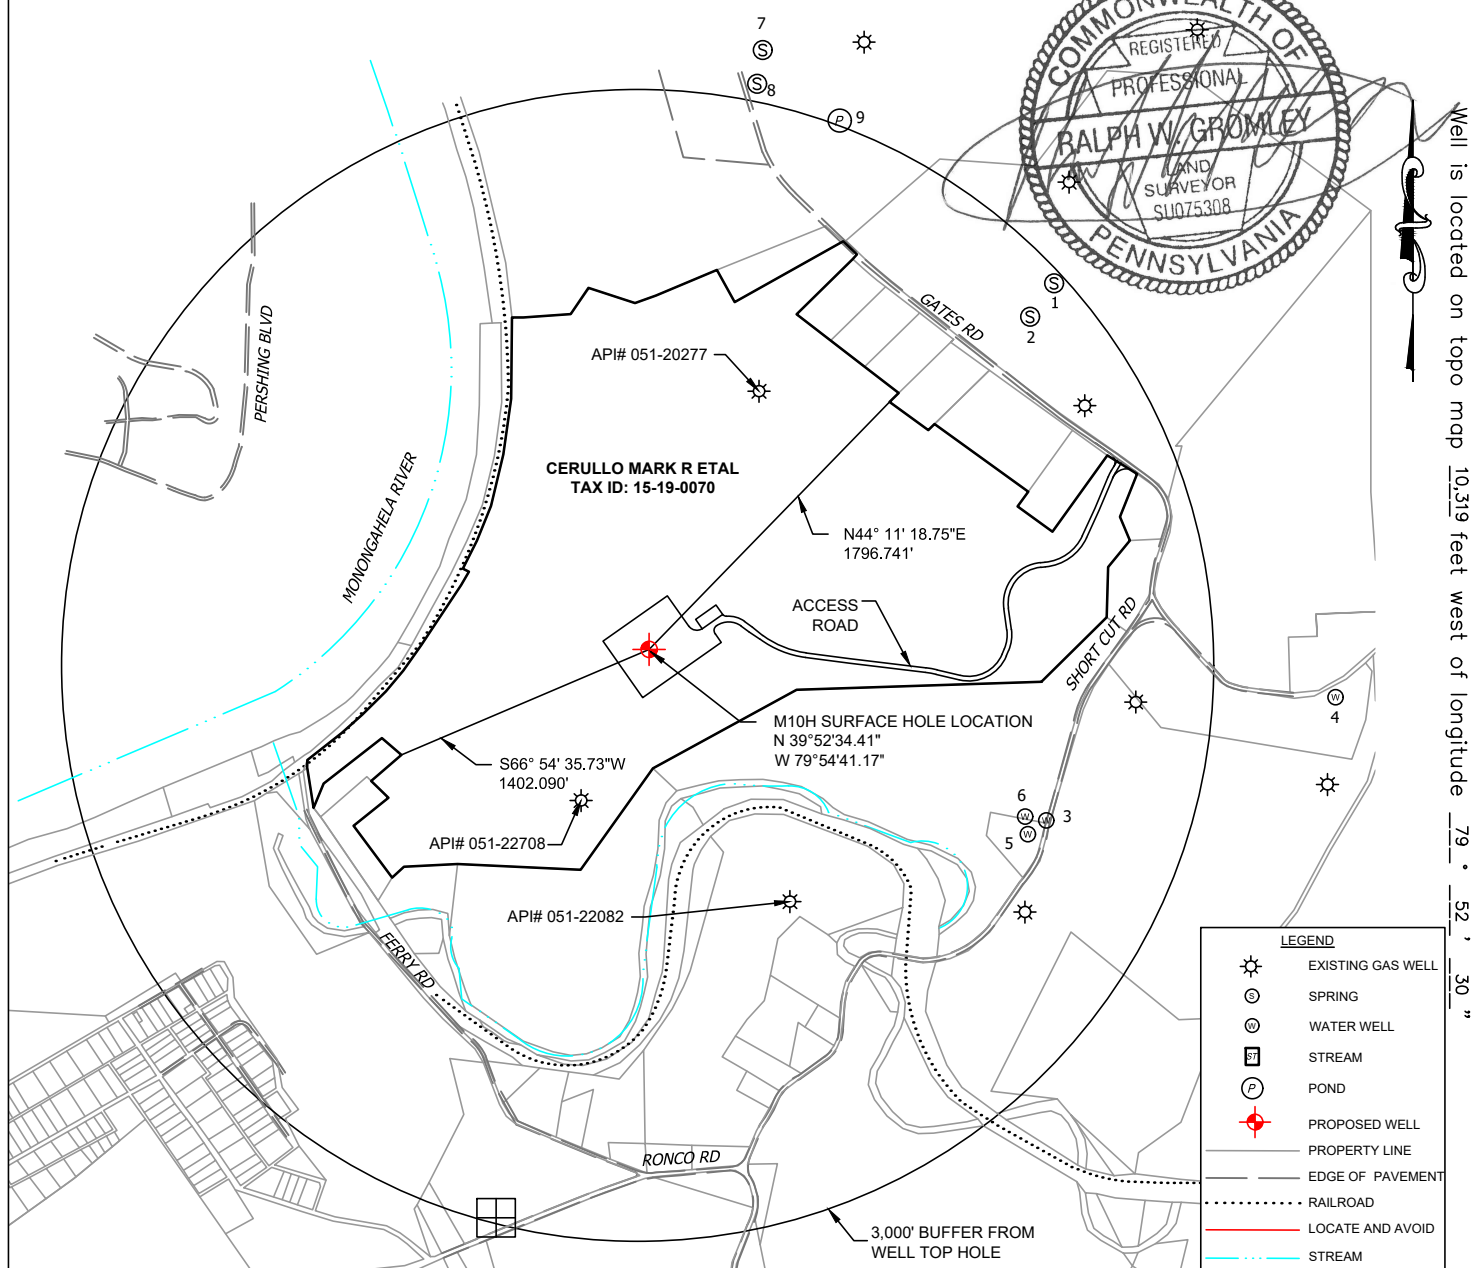 7
S
S
8
P
9
COMMONWEALTH OF
REGISTERED
PROFESSIONAL
RALPH W. GROMLEY
LAND
SURVEYOR
SU075308
PENNSYLVANIA
Well is located on topo map 10,319 feet west of longitude 79 ° 52 ' 30 "
PERSHING BLVD
MONONGAHELA RIVER
GATES RD
S
1
S
2
API# 051-20277
CERULLO MARK R ETAL
TAX ID: 15-19-0070
N44° 11' 18.75"E
1796.741'
ACCESS
ROAD
SHORT CUT RD
W
4
M10H SURFACE HOLE LOCATION
N 39°52'34.41"
W 79°54'41.17"
S66° 54' 35.73"W
1402.090'
API# 051-22708
6
W
W
3
5
W
API# 051-22082
FERRY RD
RONCO RD
3,000' BUFFER FROM
WELL TOP HOLE
LEGEND
EXISTING GAS WELL
S
SPRING
W
WATER WELL
ST
STREAM
P
POND
PROPOSED WELL
PROPERTY LINE
EDGE OF PAVEMENT
RAILROAD
LOCATE AND AVOID
STREAM